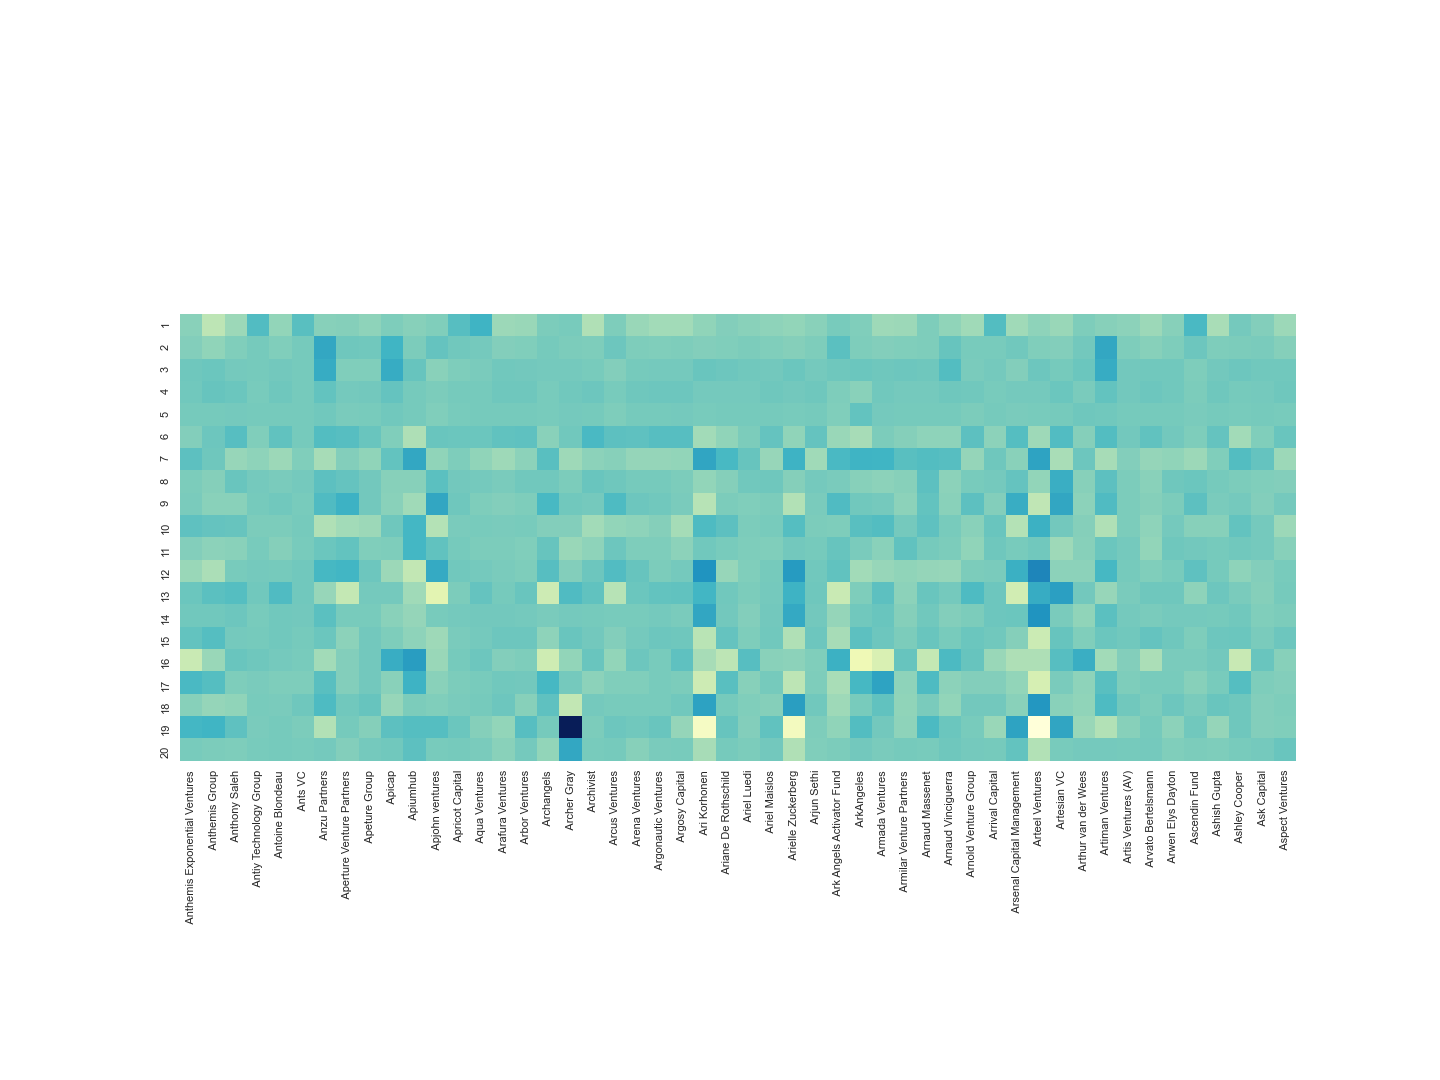 1
2
3
4
5
6
7
8
9
10
11
12
13
14
15
16
17
18
19
20
Anthemis Exponential Ventures
Anthemis Group
Anthony Saleh
Antiy Technology Group
Antoine Blondeau
Ants VC
Anzu Partners
Aperture Venture Partners
Apeture Group
Apicap
Apiumhub
Apjohn ventures
Apricot Capital
Aqua Ventures
Arafura Ventures
Arbor Ventures
Archangels
Archer Gray
Archivist
Arcus Ventures
Arena Ventures
Argonautic Ventures
Argosy Capital
Ari Korhonen
Ariane De Rothschild
Ariel Luedi
Ariel Maislos
Arielle Zuckerberg
Arjun Sethi
Ark Angels Activator Fund
ArkAngeles
Armada Ventures
Armilar Venture Partners
Arnaud Massenet
Arnaud Vinciguerra
Arnold Venture Group
Arrival Capital
Arsenal Capital Management
Arteel Ventures
Artesian VC
Arthur van der Wees
Artiman Ventures
Artis Ventures (AV)
Arvato Bertelsmann
Arwen Elys Dayton
Ascendin Fund
Ashish Gupta
Ashley Cooper
Ask Capital
Aspect Ventures